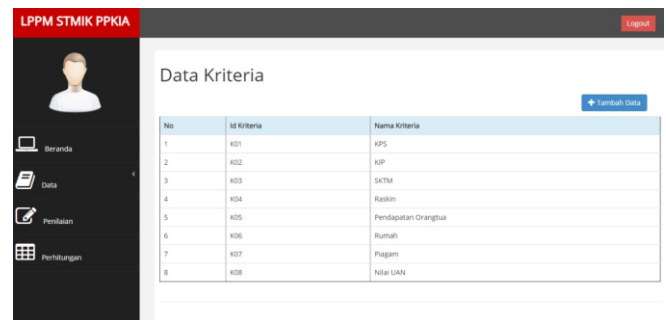 LPPM STMIK PPKIA
Logout
Data Kriteria
+ Tambah Data
No Id Kriteria Nama Kriteria
1 K01 KPS
2 K02 KIP
3 K03 SKTM
4 K04 Raskin
5 K05 Pendapatan Orangtua
6 K06 Rumah
7 K07 Piagam
8 K08 Nilai UAN
Beranda
Data
Penilaian
Perhitungan